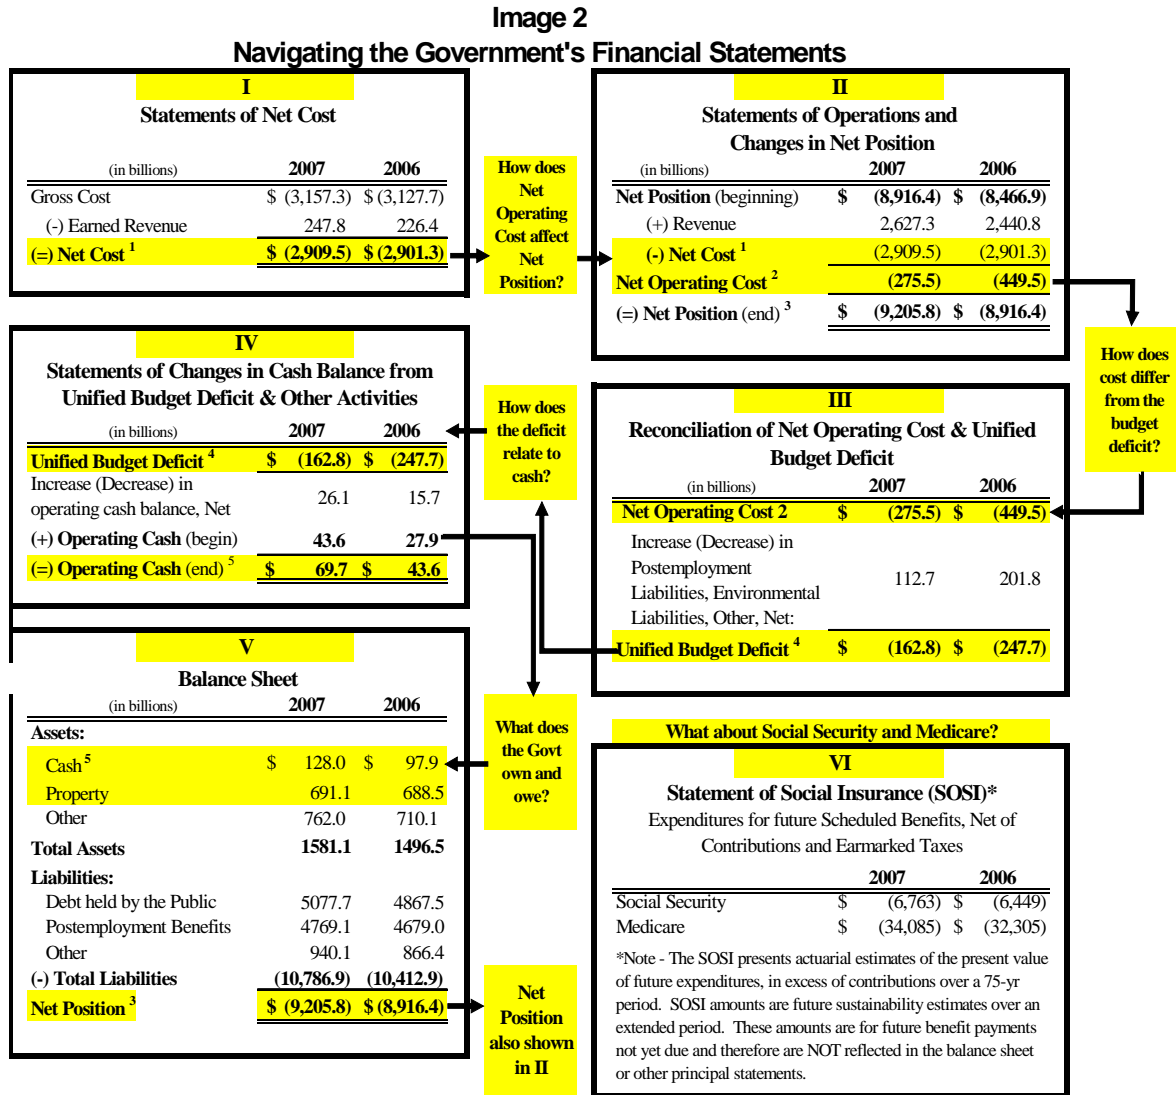 Image 2
Navigating the Government's Financial Statements
I
Statements of Net Cost
(in billions) 2007 2006
Gross Cost $ (3,157.3) $ (3,127.7)
(-) Earned Revenue 247.8 226.4
(=) Net Cost 1 $ (2,909.5) $ (2,901.3)
How does
Net
Operating
Cost affect
Net
Position?
II
Statements of Operations and
Changes in Net Position
(in billions) 2007 2006
Net Position (beginning) $ (8,916.4) $ (8,466.9)
(+) Revenue 2,627.3 2,440.8
(-) Net Cost 1 (2,909.5) (2,901.3)
Net Operating Cost 2 (275.5) (449.5)
(=) Net Position (end) 3 $ (9,205.8) $ (8,916.4)
How does
cost differ
from the
budget
deficit?
III
Reconciliation of Net Operating Cost & Unified
Budget Deficit
(in billions) 2007 2006
Net Operating Cost 2 $ (275.5) $ (449.5)
Increase (Decrease) in
Postemployment
Liabilities, Environmental
Liabilities, Other, Net: 112.7 201.8
Unified Budget Deficit 4 $ (162.8) $ (247.7)
How does
the deficit
relate to
cash?
IV
Statements of Changes in Cash Balance from
Unified Budget Deficit & Other Activities
(in billions) 2007 2006
Unified Budget Deficit 4 $ (162.8) $ (247.7)
Increase (Decrease) in
operating cash balance, Net 26.1 15.7
(+) Operating Cash (begin) 43.6 27.9
(=) Operating Cash (end) 5 $ 69.7 $ 43.6
What does
the Govt
own and
owe?
V
Balance Sheet
(in billions) 2007 2006
Assets:
Cash 5 $ 128.0 $ 97.9
Property 691.1 688.5
Other 762.0 710.1
Total Assets 1581.1 1496.5
Liabilities:
Debt held by the Public 5077.7 4867.5
Postemployment Benefits 4769.1 4679.0
Other 940.1 866.4
(-) Total Liabilities (10,786.9) (10,412.9)
Net Position 3 $ (9,205.8) $ (8,916.4)
Net
Position
also shown
in II
What about Social Security and Medicare?
VI
Statement of Social Insurance (SOSI)*
Expenditures for future Scheduled Benefits, Net of
Contributions and Earmarked Taxes
2007 2006
Social Security $ (6,763) $ (6,449)
Medicare $ (34,085) $ (32,305)
*Note - The SOSI presents actuarial estimates of the present value
of future expenditures, in excess of contributions over a 75-yr
period. SOSI amounts are future sustainability estimates over an
extended period. These amounts are for future benefit payments
not yet due and therefore are NOT reflected in the balance sheet
or other principal statements.